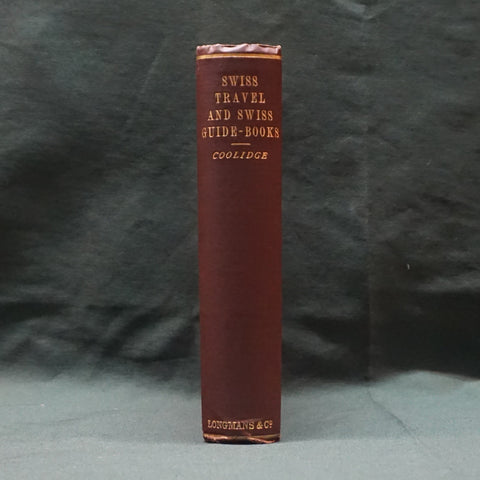 SWISS
TRAVEL
AND SWISS
GUIDE-BOOKS
COOLIDGE
LONGMANS & Cº